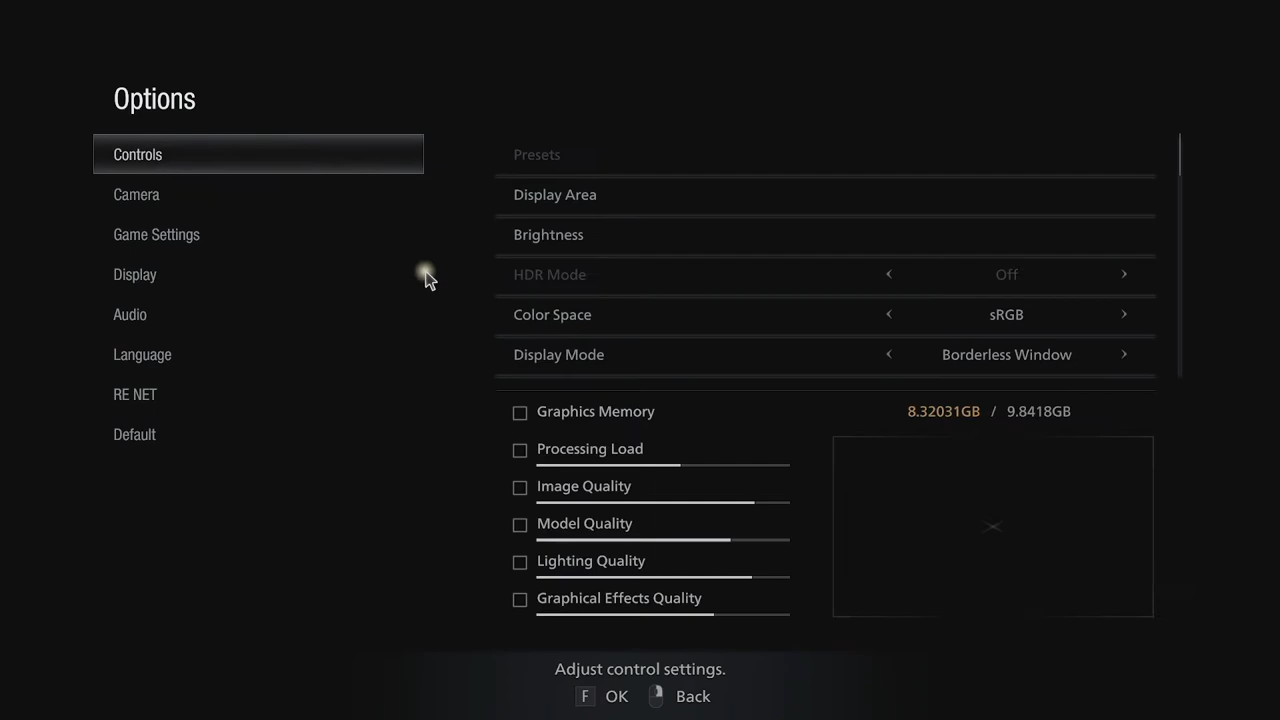 Options
Controls
Camera
Game Settings
Display
Audio
Language
RE NET
Default
Presets
Display Area
Brightness
HDR Mode < Off >
Color Space < sRGB >
Display Mode < Borderless Window >
Graphics Memory 8.32031GB / 9.8418GB
Processing Load
Image Quality
Model Quality
Lighting Quality
Graphical Effects Quality
Adjust control settings.
F OK Back